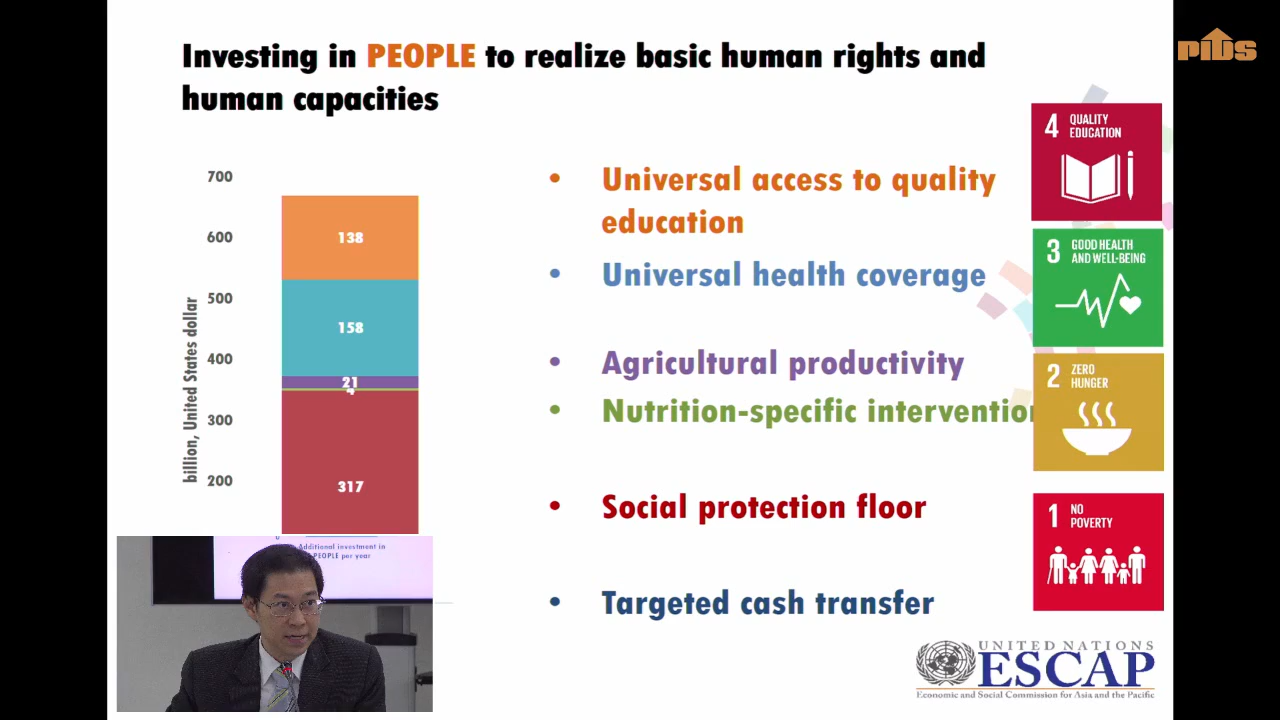 Investing in PEOPLE to realize basic human rights and
human capacities
pids
4 QUALITY
EDUCATION
700
600
500
400
300
200
billion, United States dollar
138
158
21
4
317
Additional investment in
PEOPLE per year
• Universal access to quality
education
• Universal health coverage
3 GOOD HEALTH
AND WELL-BEING
• Agricultural productivity
• Nutrition-specific interventio
2 ZERO
HUNGER
• Social protection floor
1 NO
POVERTY
• Targeted cash transfer
UNITED NATIONS
ESCAP
Economic and Social Commission for Asia and the Pacific